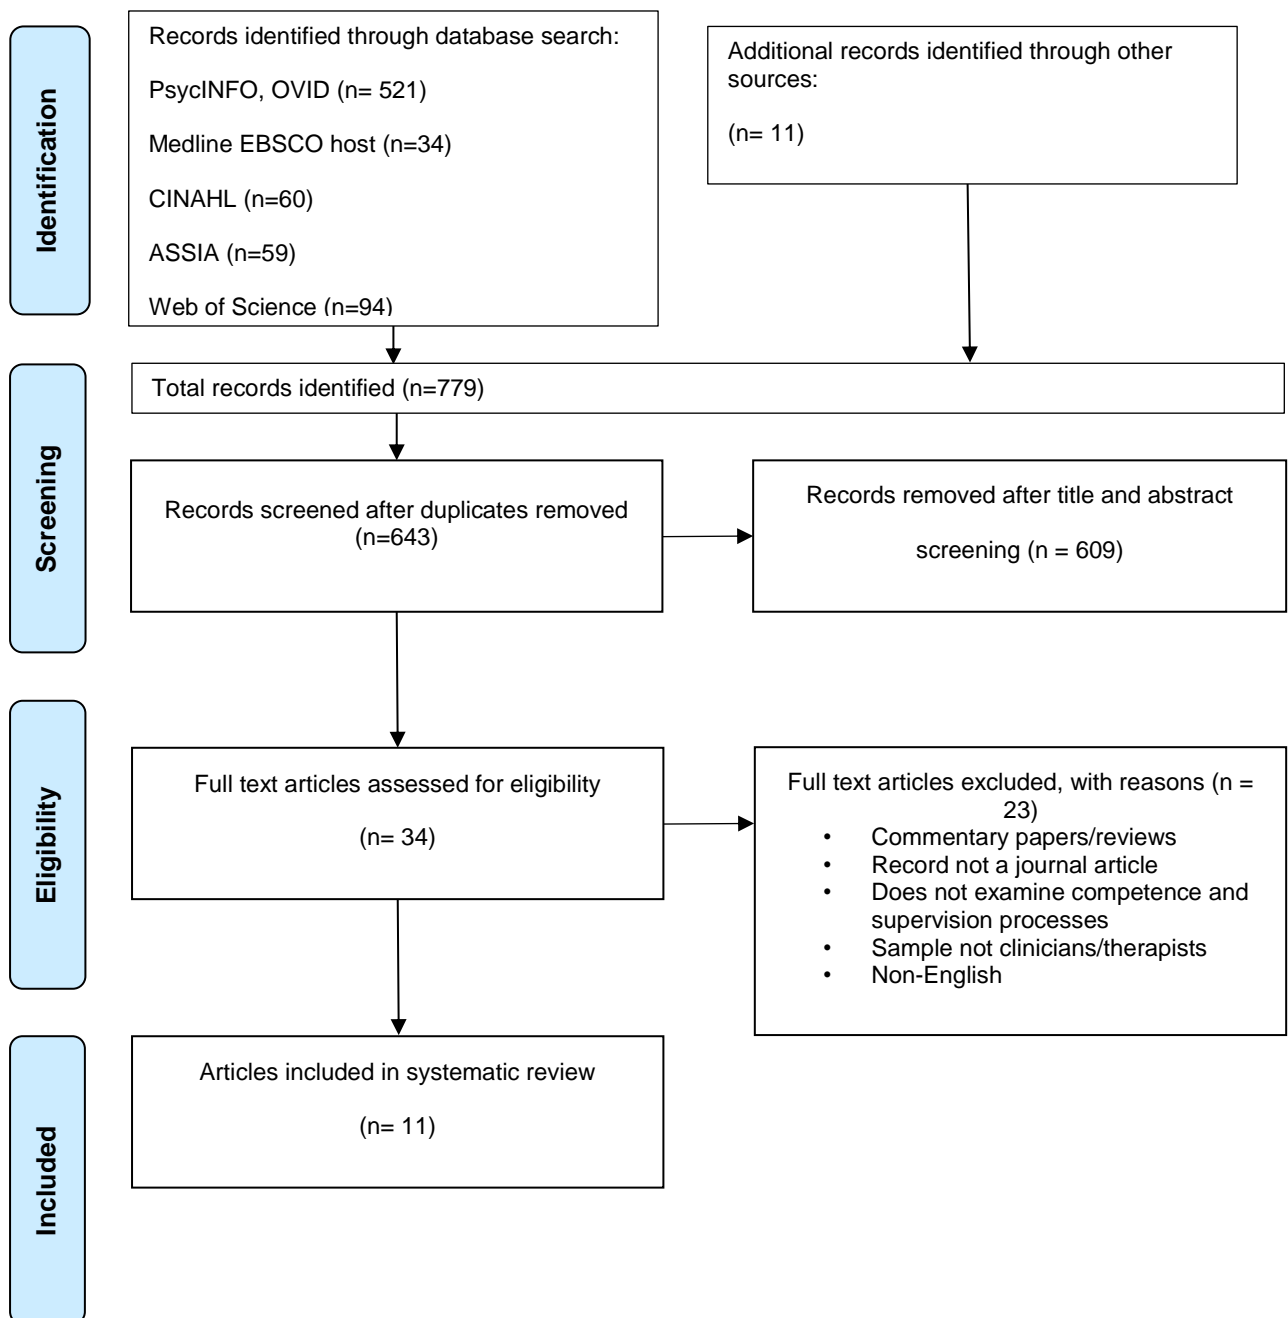 Identification
Records identified through database search:
PsycINFO, OVID (n= 521)
Medline EBSCO host (n=34)
CINAHL (n=60)
ASSIA (n=59)
Web of Science (n=94)
Additional records identified through other
sources:
(n= 11)
Screening
Total records identified (n=779)
Records screened after duplicates removed
(n=643)
Records removed after title and abstract
screening (n = 609)
Eligibility
Full text articles assessed for eligibility
(n= 34)
Full text articles excluded, with reasons (n =
23)
• Commentary papers/reviews
• Record not a journal article
• Does not examine competence and
supervision processes
• Sample not clinicians/therapists
• Non-English
Included
Articles included in systematic review
(n= 11)